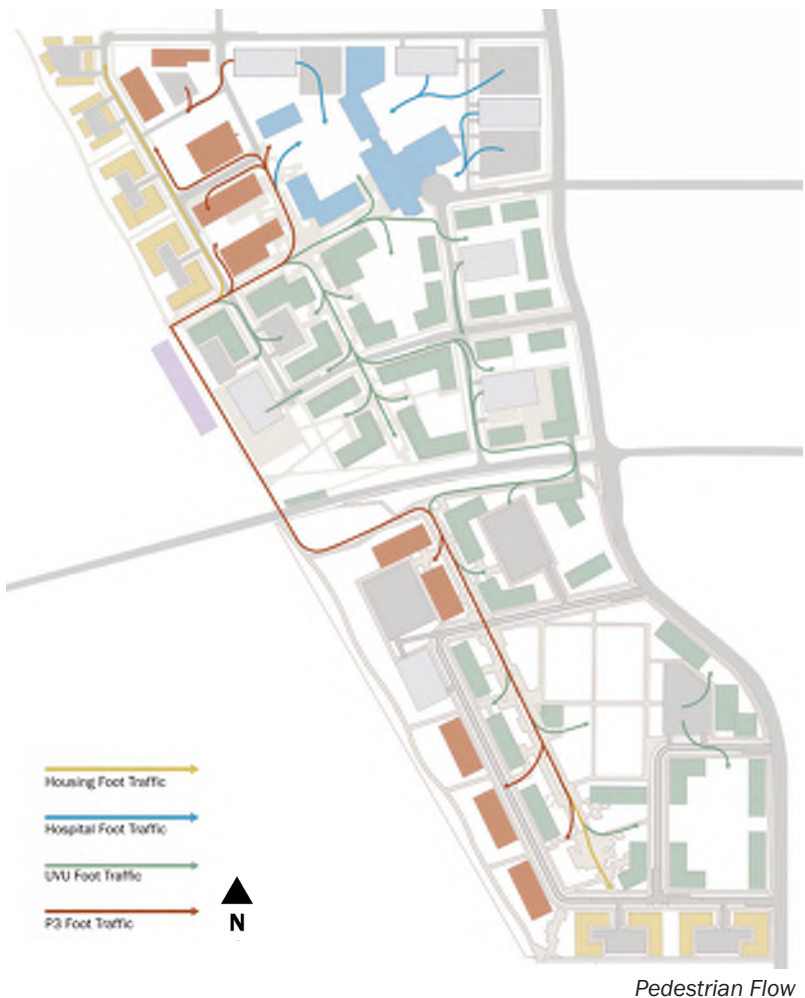 Housing Foot Traffic
Hospital Foot Traffic
UVU Foot Traffic
P3 Foot Traffic
N
Pedestrian Flow